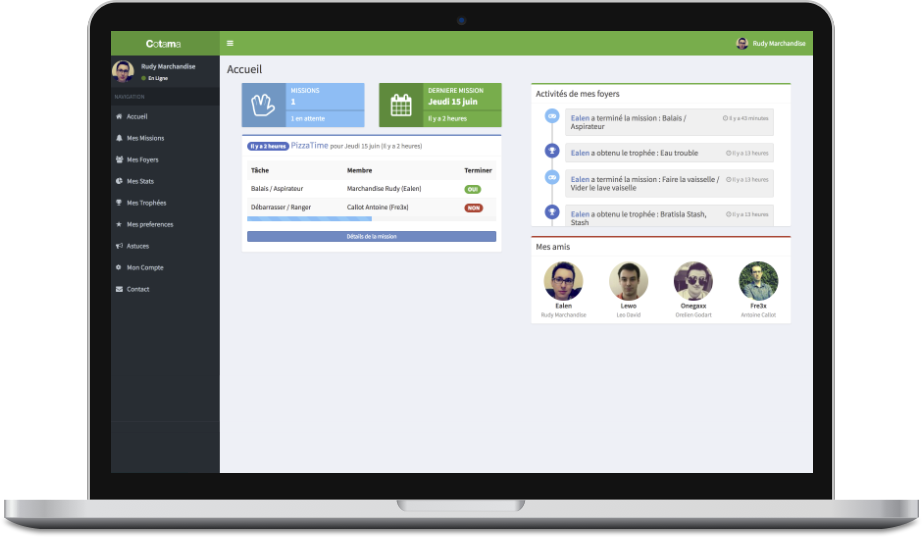 Cotama
Rudy Marchandise
Rudy Marchandise
En Ligne
NAVIGATION
Accueil
Mes Missions
Mes Foyers
Mes Stats
Mes Trophées
Mes preferences
Astuces
Mon Compte
Contact
Accueil
MISSIONS
1
1 en attente
DERNIERE MISSION
Jeudi 15 juin
Il y a 2 heures
Il y a 2 heures PizzaTime pour Jeudi 15 juin (Il y a 2 heures)
Tâche Membre Terminer
Balais / Aspirateur Marchandise Rudy (Ealen) OUI
Débarrasser / Ranger Callot Antoine (Fre3x) NON
Détails de la mission
Activités de mes foyers
Ealen a terminé la mission : Balais / Il y a 43 minutes
Aspirateur
Ealen a obtenu le trophée : Eau trouble Il y a 13 heures
Ealen a terminé la mission : Faire la vaisselle / Il y a 13 heures
Vider le lave vaiselle
Ealen a obtenu le trophée : Bratisla Stash, Il y a 13 heures
Stash
Mes amis
Ealen Lewo Onegaxx Fre3x
Rudy Marchandise Leo David Orelien Godart Antoine Callot